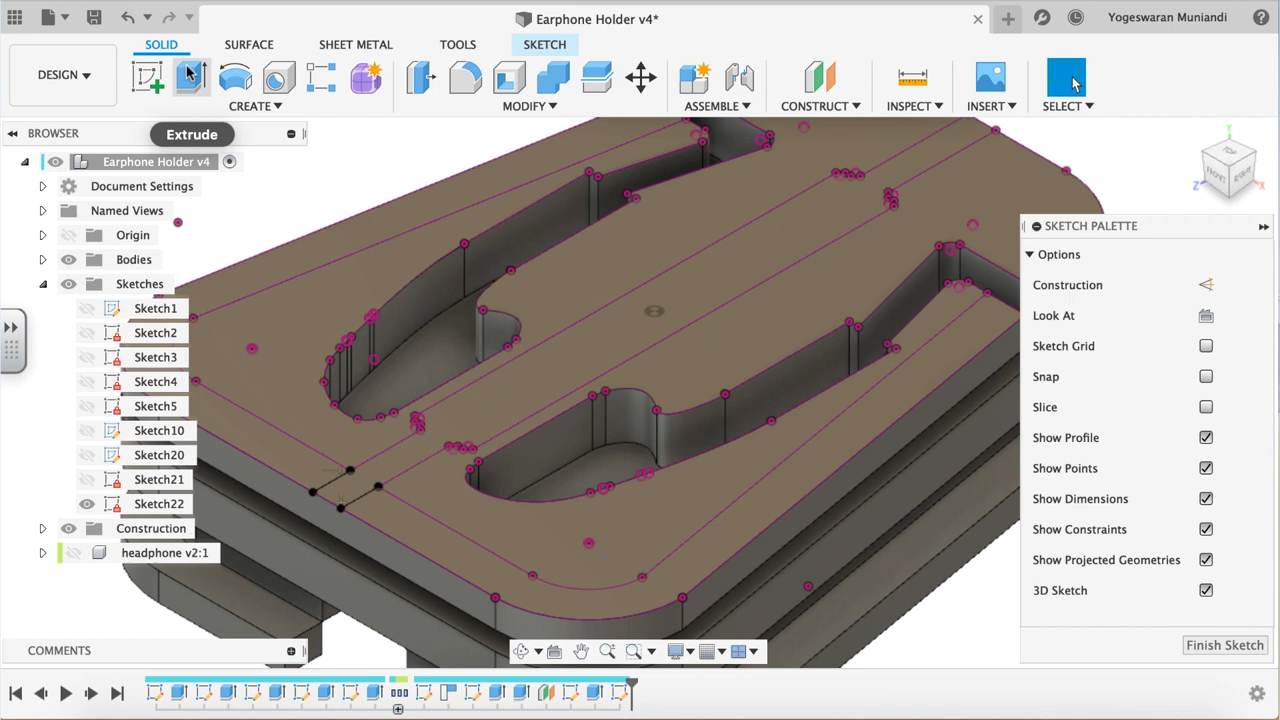 Earphone Holder v4*
Yogeswaran Muniandi
SOLID
SURFACE
SHEET METAL
TOOLS
SKETCH
DESIGN
CREATE
MODIFY
ASSEMBLE
CONSTRUCT
INSPECT
INSERT
SELECT
BROWSER
Extrude
Earphone Holder v4
Document Settings
Named Views
Origin
Bodies
Sketches
Sketch1
Sketch2
Sketch3
Sketch4
Sketch5
Sketch10
Sketch20
Sketch21
Sketch22
Construction
headphone v2:1
COMMENTS
TOP
FRONT
RIGHT
Y
Z
X
SKETCH PALETTE
Options
Construction
Look At
Sketch Grid
Snap
Slice
Show Profile
Show Points
Show Dimensions
Show Constraints
Show Projected Geometries
3D Sketch
Finish Sketch